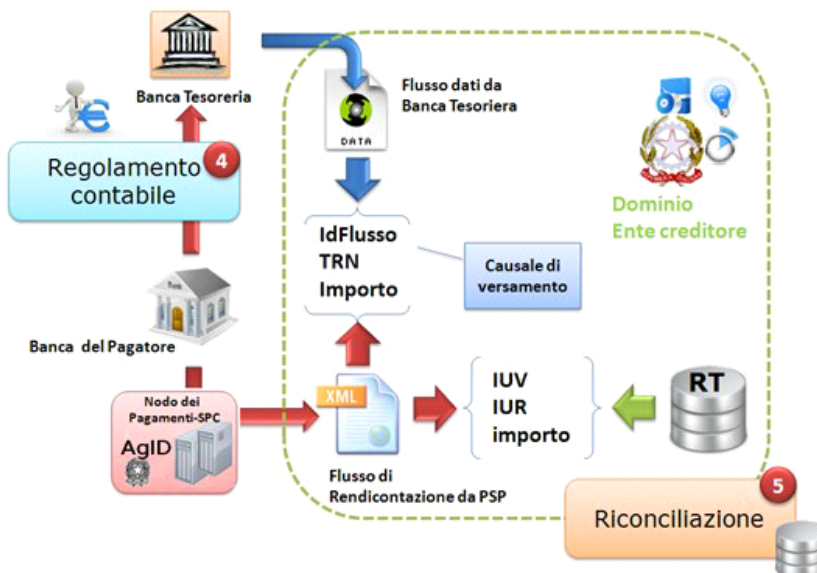 Banca Tesoreria
Flusso dati da
Banca Tesoriera
DATA
4
Regolamento
contabile
Dominio
Ente creditore
IdFlusso
TRN
Importo
Causale di
versamento
Banca del Pagatore
Nodo dei
Pagamenti-SPC
AgID
XML
IUV
IUR
importo
RT
Flusso di
Rendicontazione da PSP
5
Riconciliazione